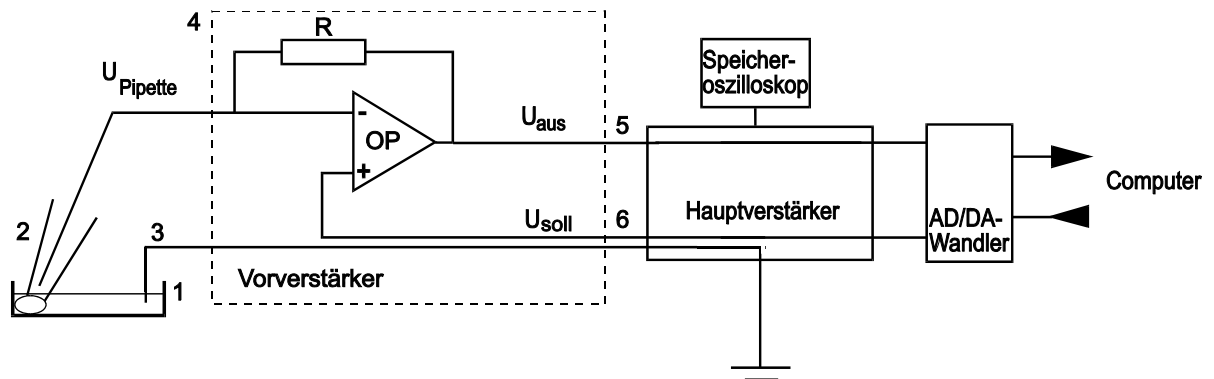 4
R
Speicher-
oszilloskop
U Pipette
-
OP
+
U aus
5
Computer
2
3
U soll
6
Hauptverstärker
AD/DA-
Wandler
Vorverstärker
1